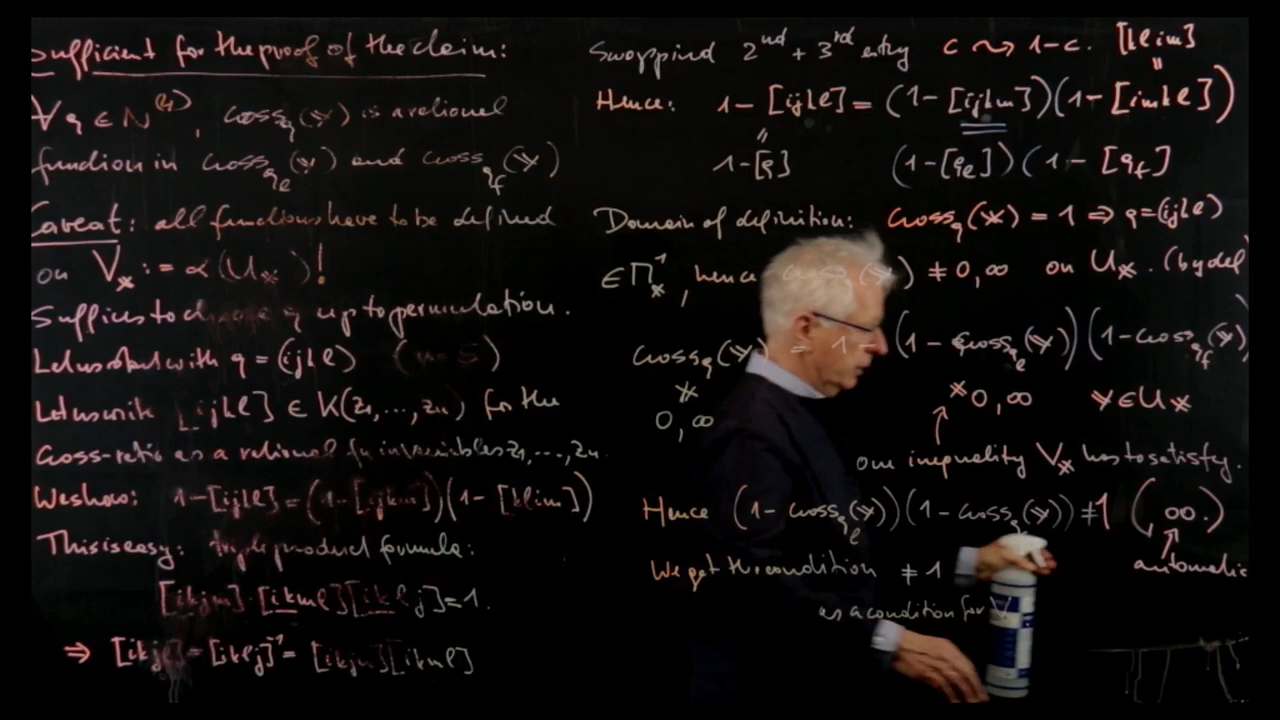 Sufficient for the proof of the claim:
∀ q ∈ N^(4), cross_q(x) is a rational
function in cross_{q_e}(x) and cross_{q_f}(x)
Caveat: all functions have to be defined
on V_x := α(U_x)!
Suffices to change q up to permutation.
Let us start with q = (ijkl)
Let us write [ijkl] ∈ K(z1, ..., zn) for the
Cross-ratio as a rational fn in variables z1, ..., zn.
We show: 1-[ijkl] = (1-[ijkm])(1-[klim])
This is easy: triple product formula:
[ikjm]·[ikml][iklj]=1.
⇒ [ikjl] = [iklj]^-1 = [ikjm][ikml]
Swappind 2nd + 3rd entry c ⇝ 1-c. [klim]
"
Hence: 1 - [ijkl] = (1-[ijkm])(1-[imkl])
"
1-[q] (1-[q_e])(1-[q_f]
Domain of definition: cross_q(x) = 1 ⇒ q=(ijkl)
∈ Π_x^1, hence cross (x) ≠ 0,∞ on U_x. (by def
cross_q(x) = 1 - (1 - cross_{q_e}(x))(1-cross_{q_f}(x))
≠ ≠ 0,∞ x ∈ U_x
0,∞
one inequality V_x has to satisfy.
Hence (1-cross_{q_e}(x))(1-cross_q(x)) ≠ 1 (, ∞.)
automatic
We get the condition ≠ 1
as a condition for V